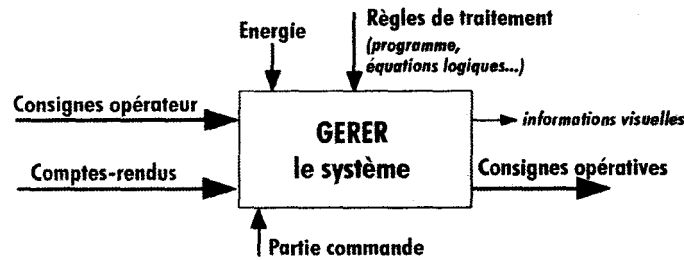 Energie
Règles de traitement
(programme,
équations logiques...)
Consignes opérateur
GERER
le système
informations visuelles
Comptes-rendus
Consignes opératives
Partie commande